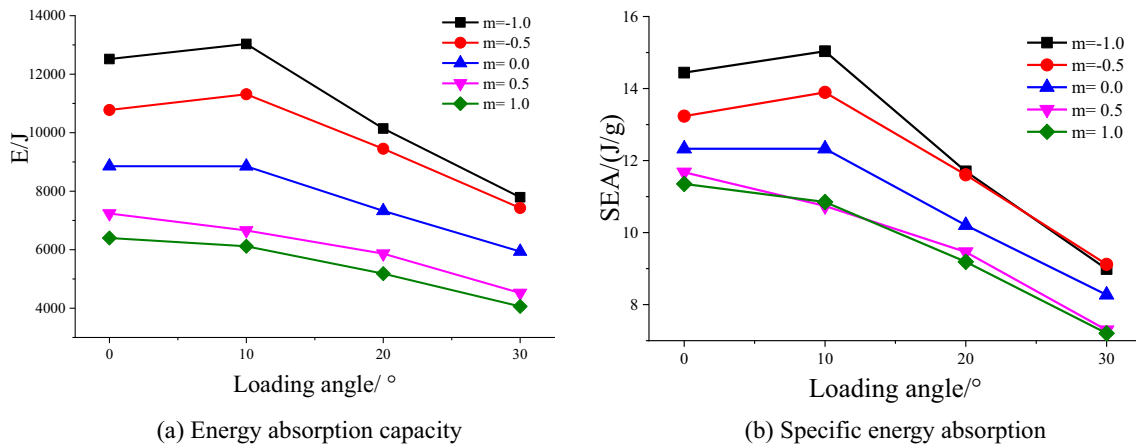 14000
12000
10000
8000
6000
4000
E/J
m=-1.0
m=-0.5
m= 0.0
m= 0.5
m= 1.0
0 10 20 30
Loading angle/ °
(a) Energy absorption capacity
16
14
12
10
8
SEA/(J/g)
m=-1.0
m=-0.5
m= 0.0
m= 0.5
m= 1.0
0 10 20 30
Loading angle/°
(b) Specific energy absorption